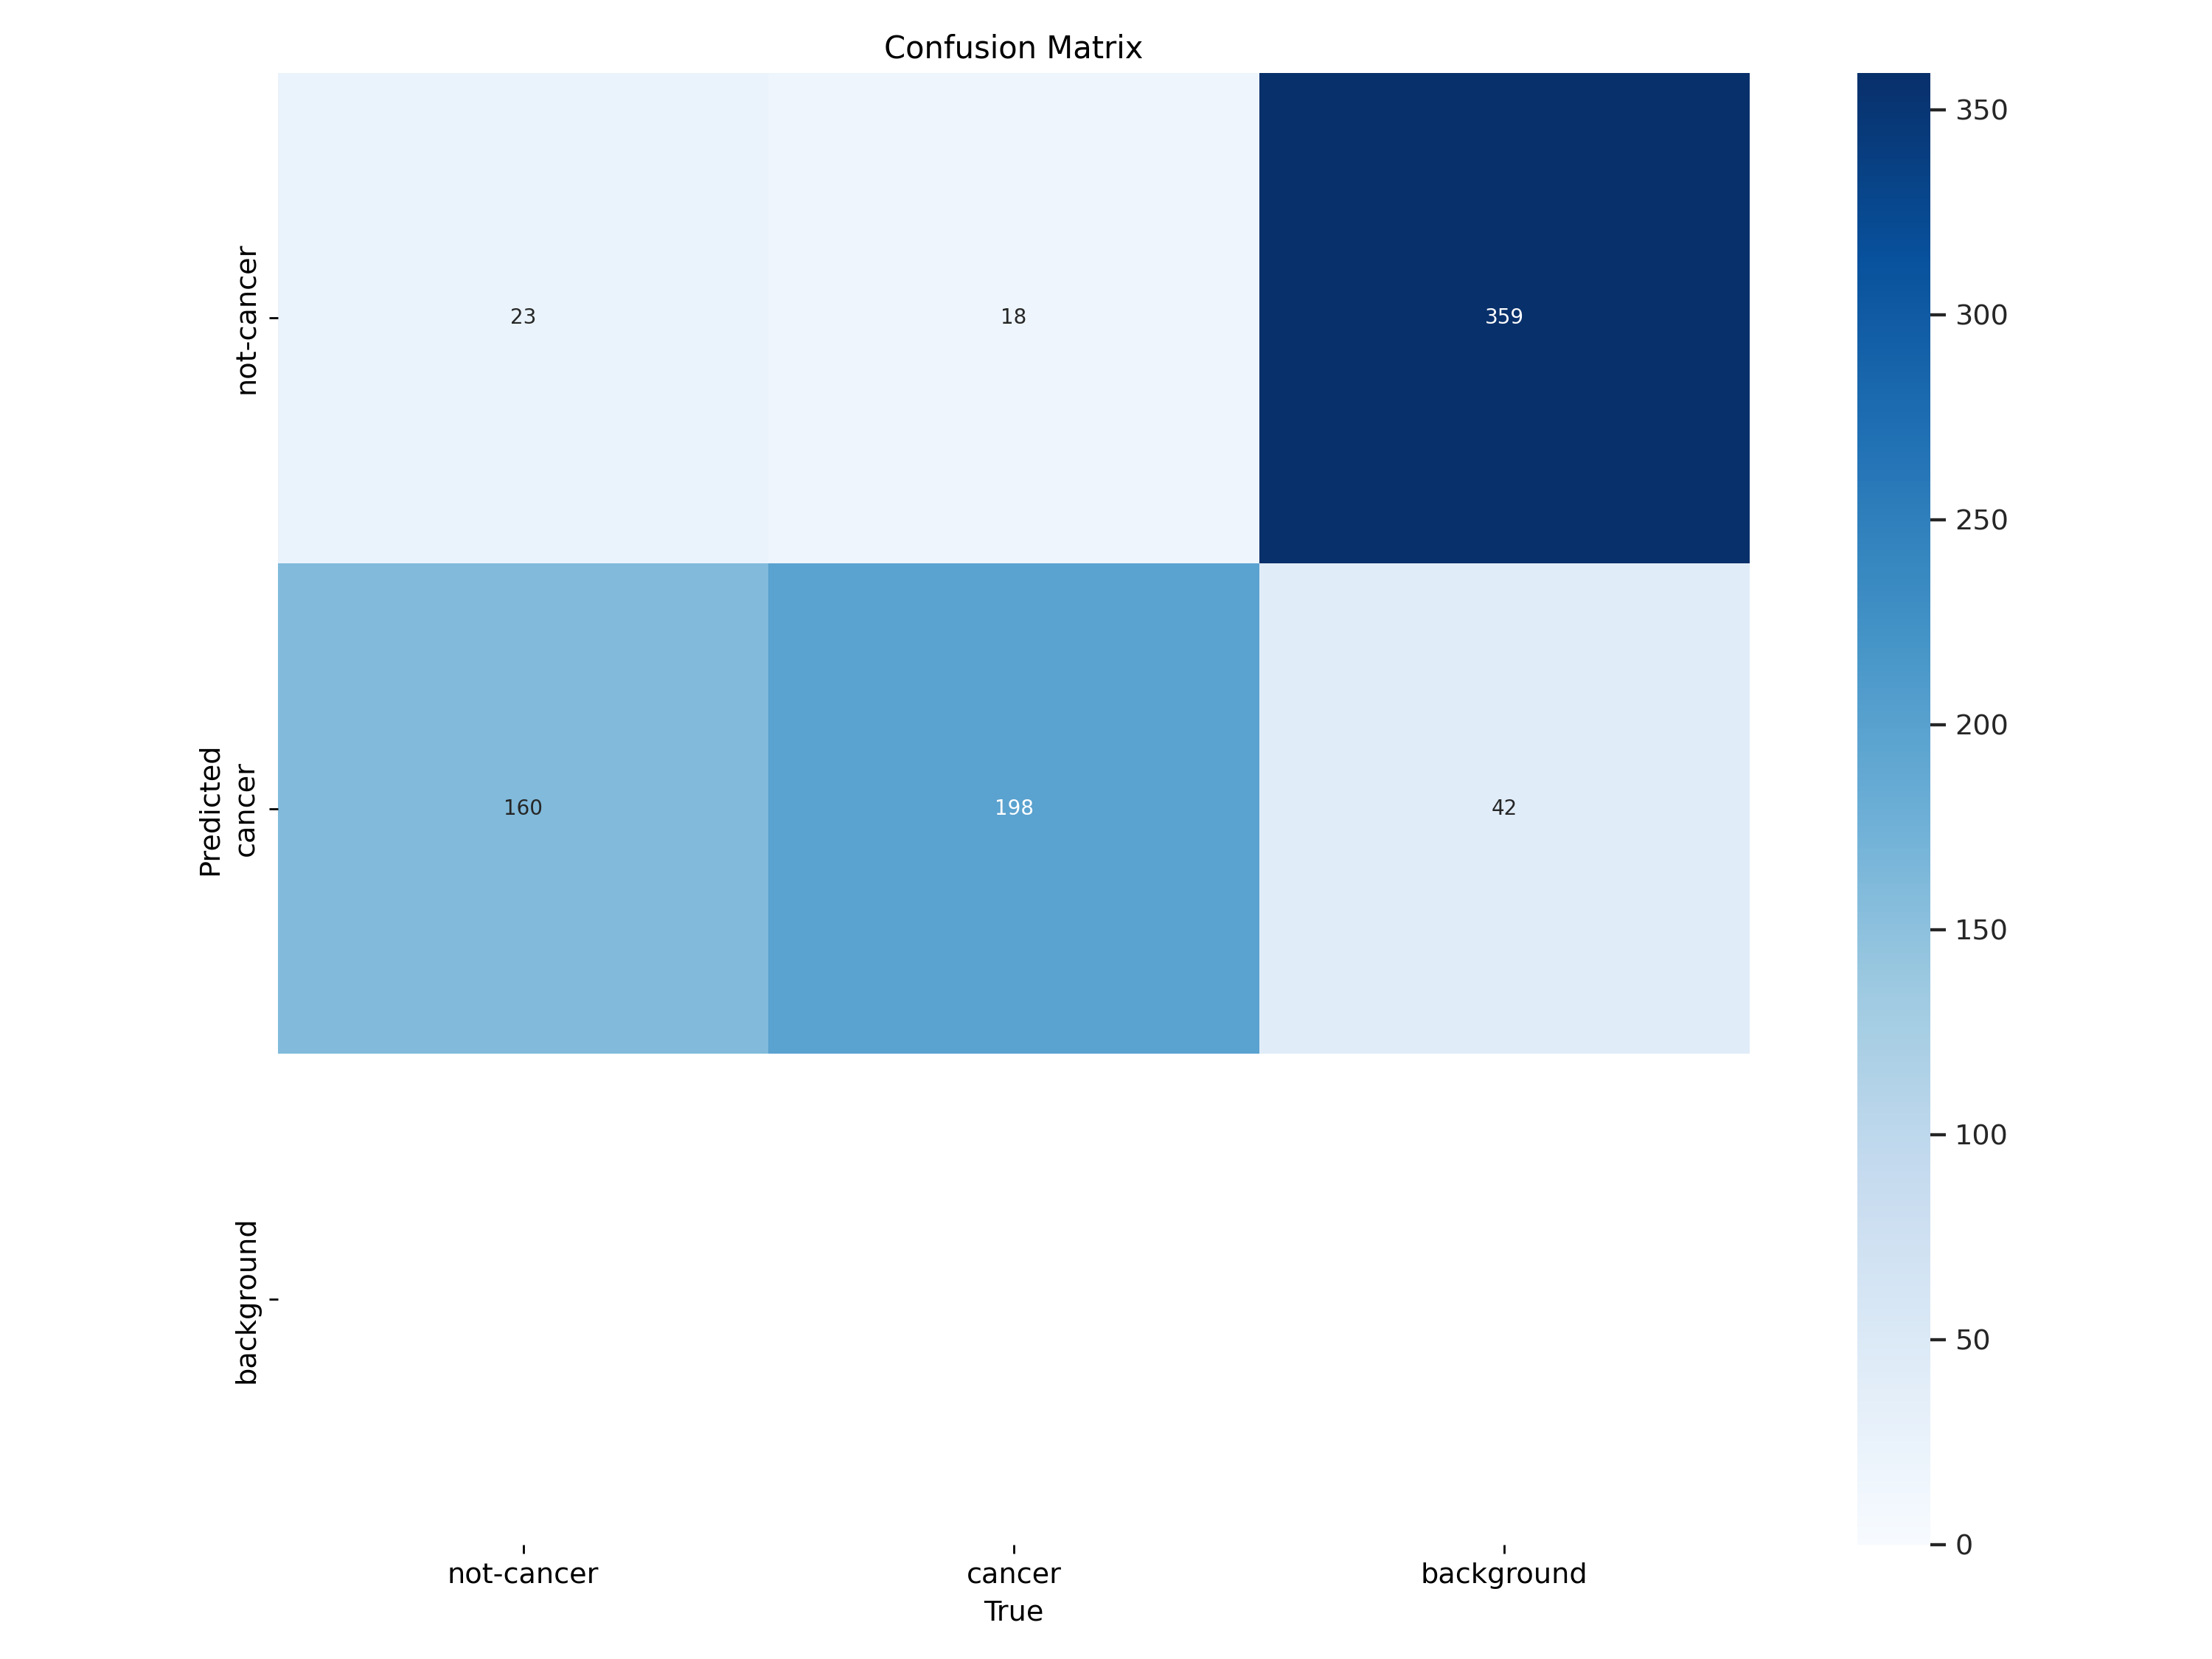 Confusion Matrix
not-cancer
23 18 359
Predicted
cancer
160 198 42
background
not-cancer cancer background
True
350
300
250
200
150
100
50
0